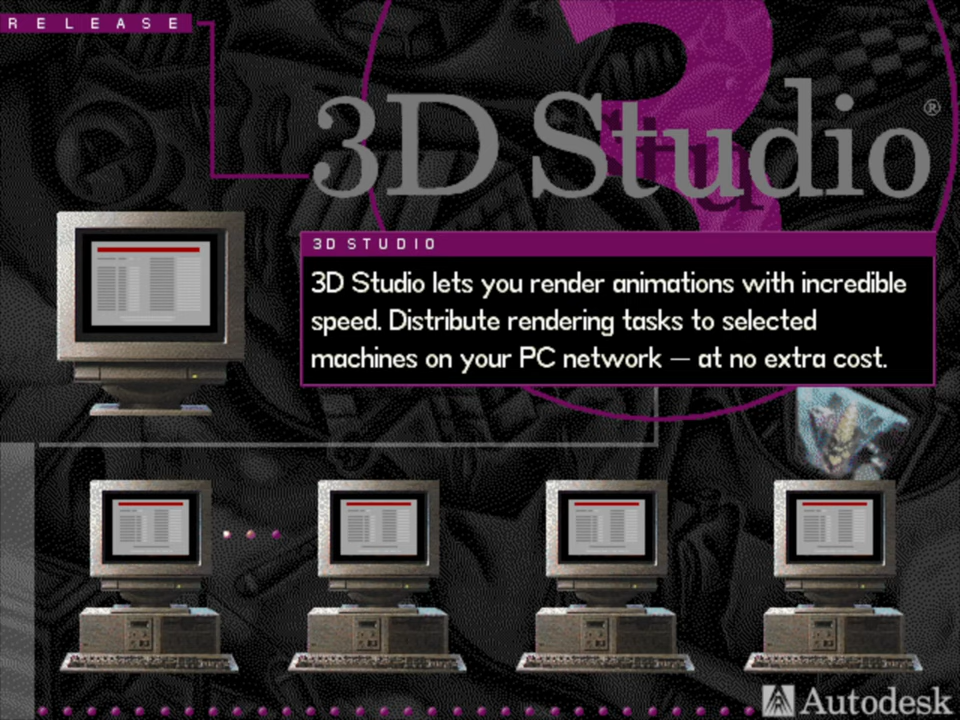 RELEASE
3
3D Studio®
3D STUDIO
3D Studio lets you render animations with incredible
speed. Distribute rendering tasks to selected
machines on your PC network — at no extra cost.
Autodesk